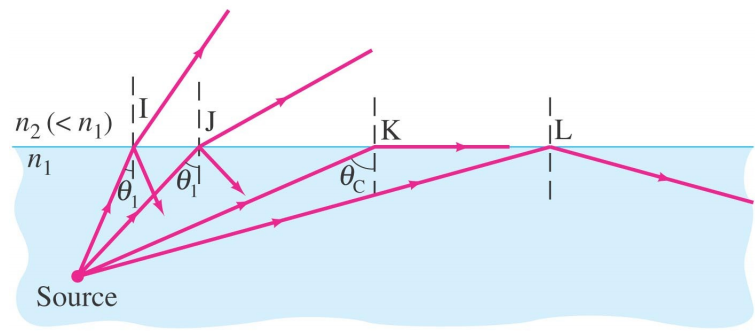 I
J
K
L
n₂ (< n₁)
n₁
θ₁
θ₁
θC
Source